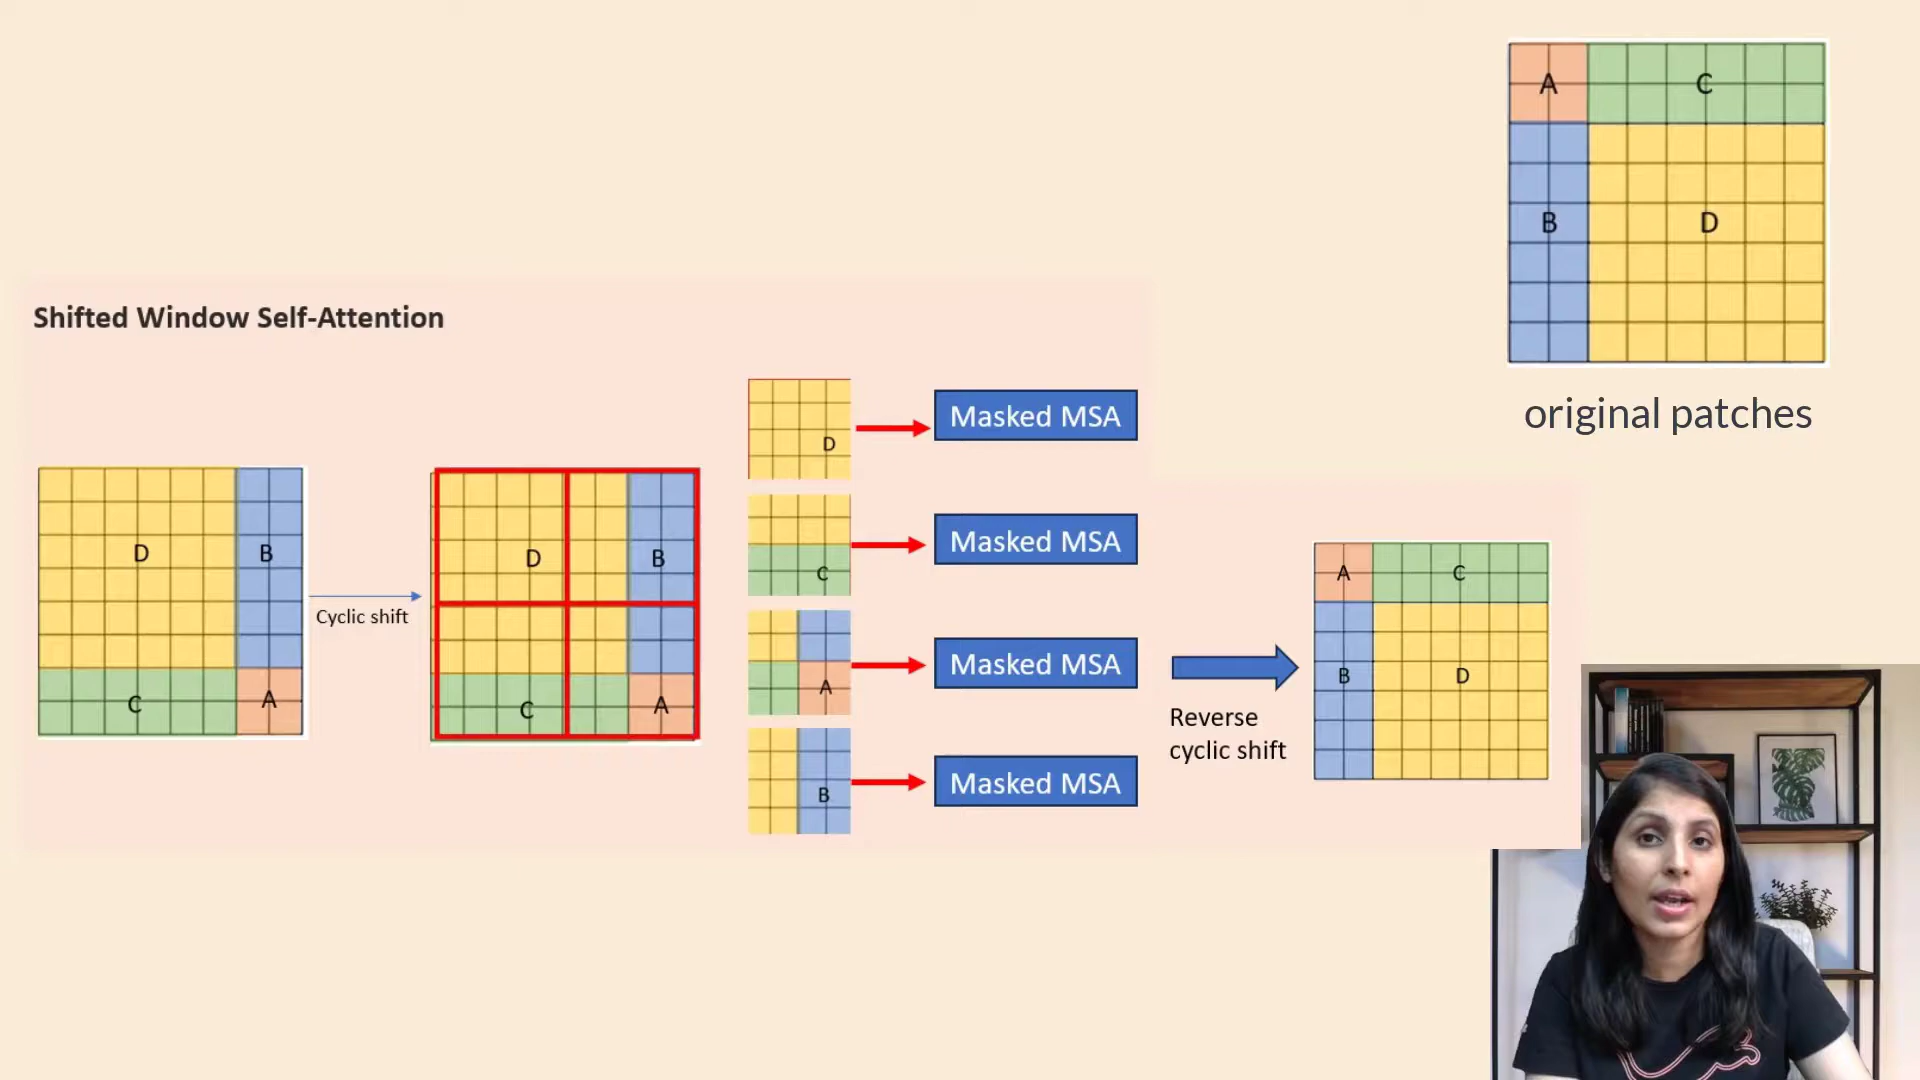 A
C
B
D
original patches
Shifted Window Self-Attention
D
B
C
A
Cyclic shift
D
B
C
A
D
C
A
B
Masked MSA
Masked MSA
Masked MSA
Masked MSA
Reverse
cyclic shift
A
C
B
D